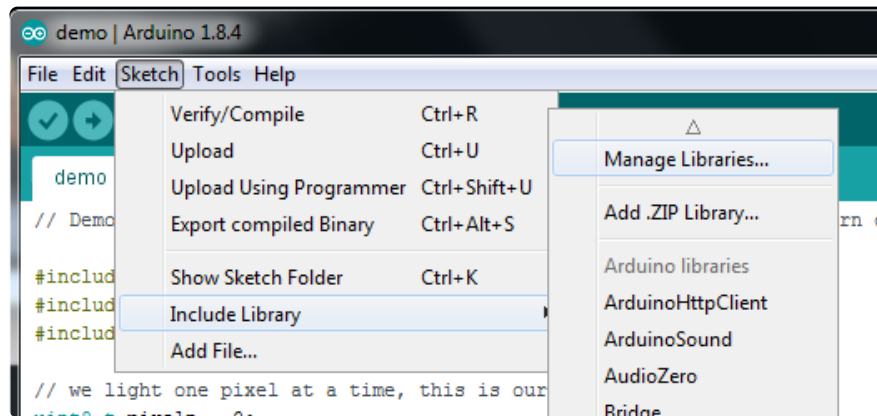 demo | Arduino 1.8.4
File Edit Sketch Tools Help
Verify/Compile Ctrl+R
Upload Ctrl+U
Upload Using Programmer Ctrl+Shift+U
Export compiled Binary Ctrl+Alt+S
Show Sketch Folder Ctrl+K
Include Library
Add File...
Manage Libraries...
Add .ZIP Library...
Arduino libraries
ArduinoHttpClient
ArduinoSound
AudioZero
Bridge
demo
// Demo
#includ
#includ
#includ
// we light one pixel at a time, this is our